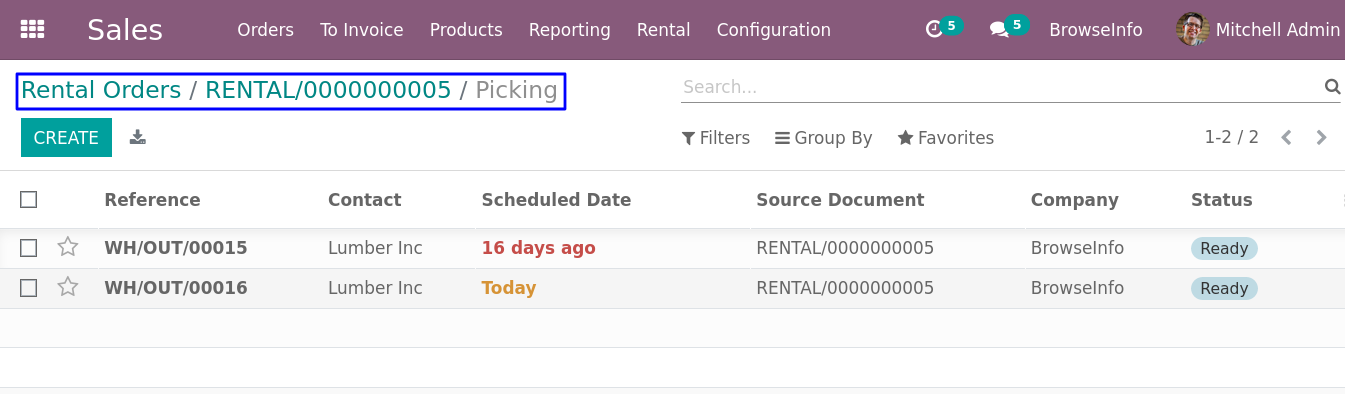 Sales Orders To Invoice Products Reporting Rental Configuration 5 5 BrowseInfo Mitchell Admin
Rental Orders / RENTAL/0000000005 / Picking Search...
CREATE Filters Group By Favorites 1-2 / 2
Reference Contact Scheduled Date Source Document Company Status
WH/OUT/00015 Lumber Inc 16 days ago RENTAL/0000000005 BrowseInfo Ready
WH/OUT/00016 Lumber Inc Today RENTAL/0000000005 BrowseInfo Ready